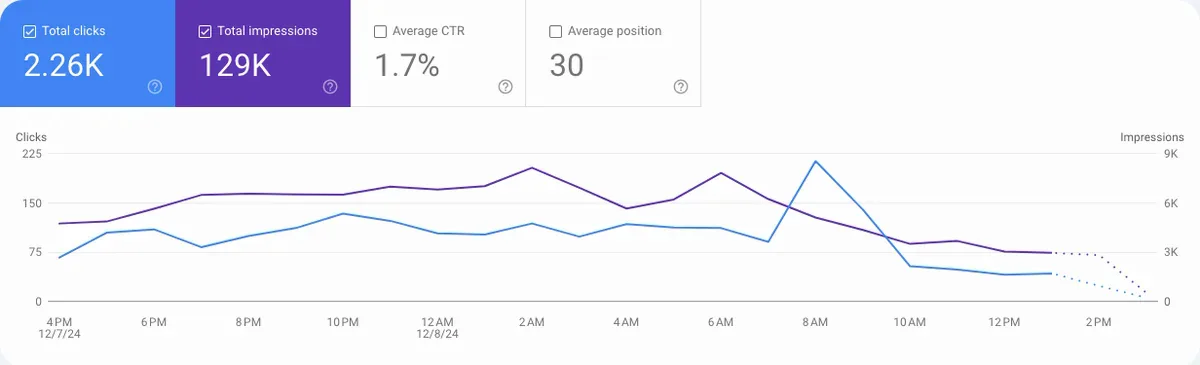 Total clicks
2.26K
Total impressions
129K
Average CTR
1.7%
Average position
30
Clicks
Impressions
225
9K
150
6K
75
3K
0
0
4 PM
12/7/24
6 PM
8 PM
10 PM
12 AM
12/8/24
2 AM
4 AM
6 AM
8 AM
10 AM
12 PM
2 PM